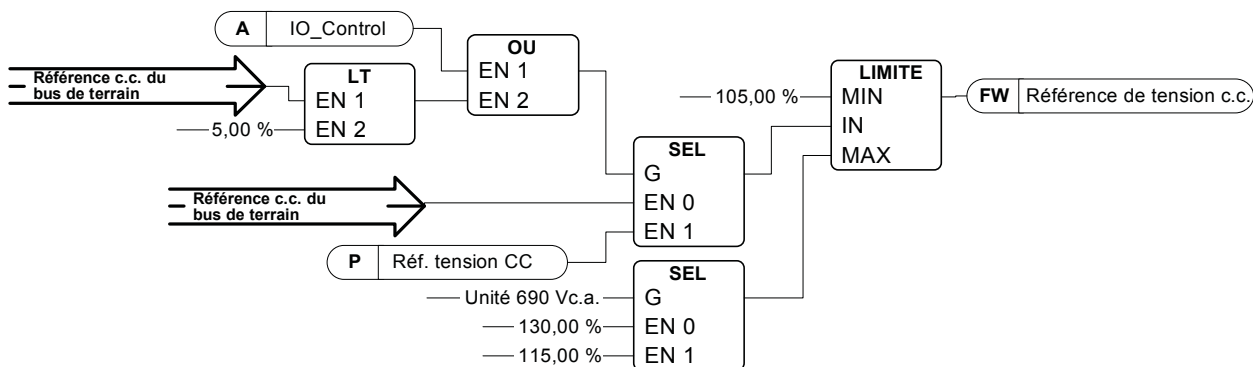 A IO_Control
Référence c.c. du
bus de terrain
LT
EN 1
5,00 % EN 2
OU
EN 1
EN 2
Référence c.c. du
bus de terrain
P Réf. tension CC
SEL
G
EN 0
EN 1
SEL
Unité 690 Vc.a. G
130,00 % EN 0
115,00 % EN 1
LIMITE
105,00 % MIN
IN
MAX
FW Référence de tension c.c.